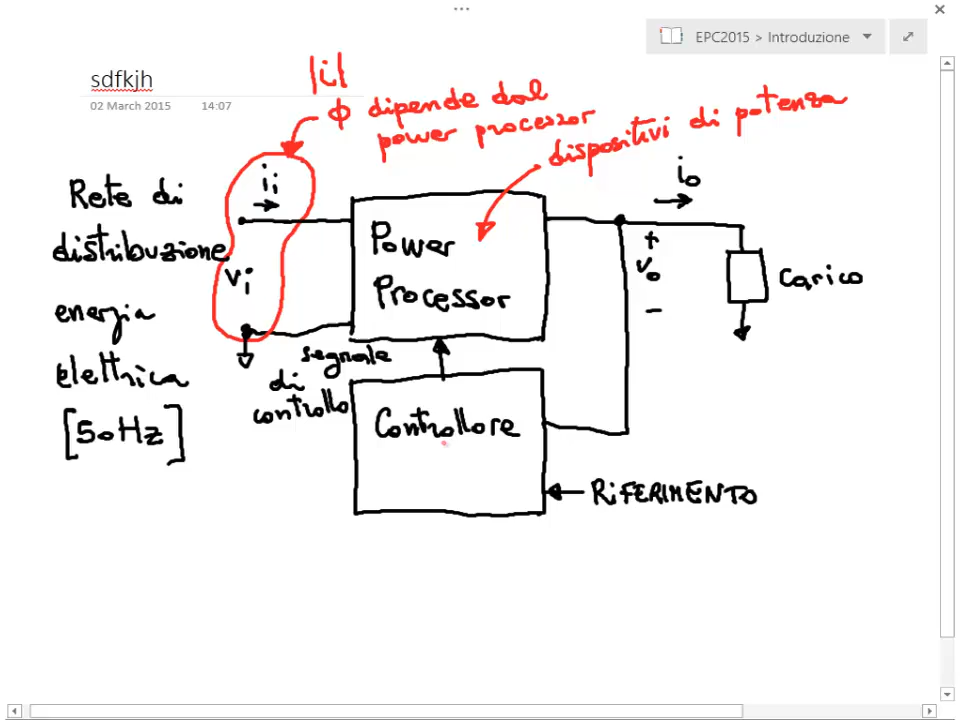 EPC2015 > Introduzione
sdfkjh
02 March 2015 14:07
|i|
φ dipende dal
power processor
dispositivi di potenza
Rete di
distribuzione
energia
elettrica
[50Hz]
ii
vi
Power
Processor
io
+
vo
-
Carico
segnale
di
controllo
Controllore
RIFERIMENTO